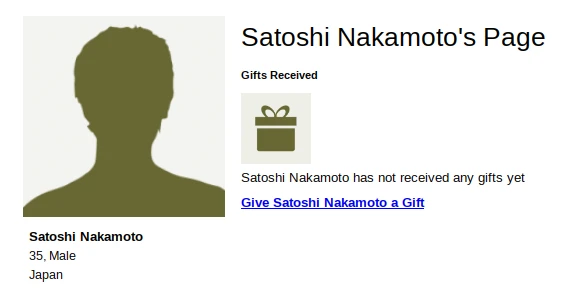 Satoshi Nakamoto's Page
Gifts Received
Satoshi Nakamoto has not received any gifts yet
Give Satoshi Nakamoto a Gift
Satoshi Nakamoto
35, Male
Japan